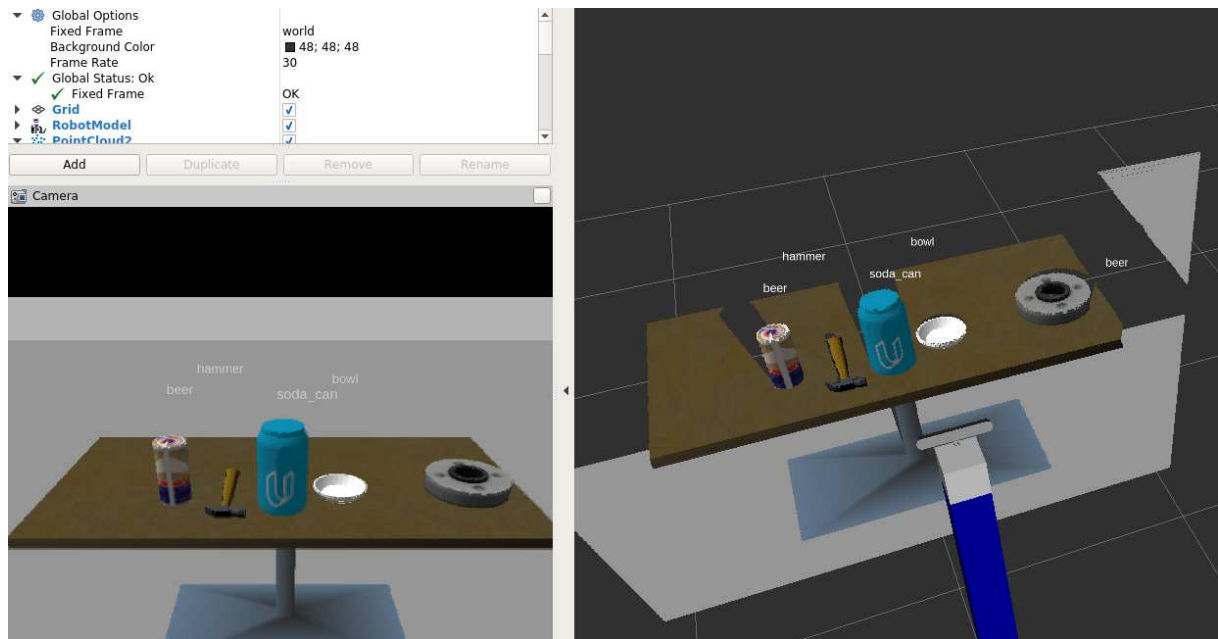 Global Options
Fixed Frame world
Background Color 48; 48; 48
Frame Rate 30
Global Status: Ok
Fixed Frame OK
Grid
RobotModel
PointCloud2
Add Duplicate Remove Rename
Camera
hammer
bowl
beer
soda_can
bowl
hammer
beer
soda_can
beer